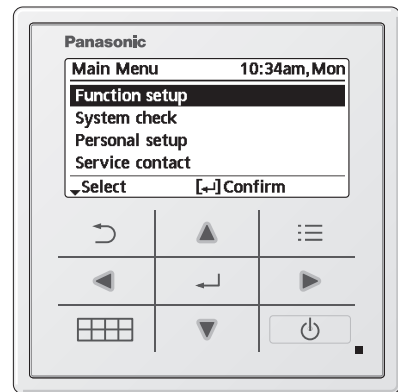 Panasonic
Main Menu 10:34am,Mon
Function setup
System check
Personal setup
Service contact
Select [↵]Confirm